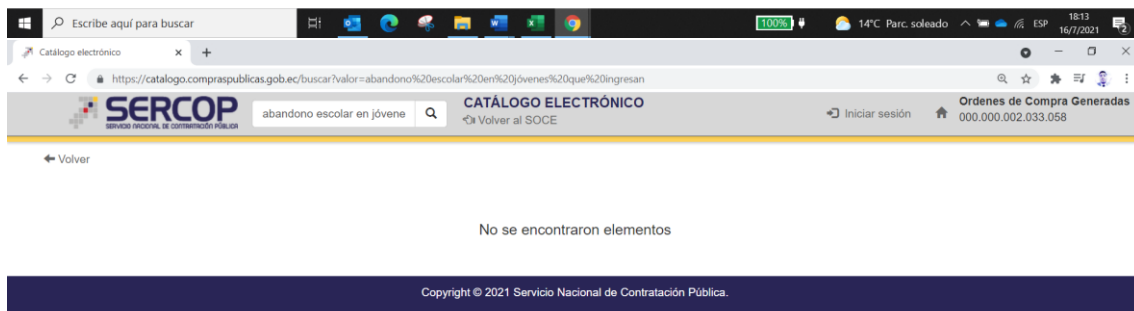 Escribe aquí para buscar
100%
14°C Parc. soleado
ESP
18:13
16/7/2021
2
Catálogo electrónico
https://catalogo.compraspublicas.gob.ec/buscar?valor=abandono%20escolar%20en%20jóvenes%20que%20ingresan
SERCOP
SERVICIO NACIONAL DE CONTRATACIÓN PÚBLICA
abandono escolar en jóvene
CATÁLOGO ELECTRÓNICO
Volver al SOCE
Iniciar sesión
Ordenes de Compra Generadas
000.000.002.033.058
Volver
No se encontraron elementos
Copyright © 2021 Servicio Nacional de Contratación Pública.